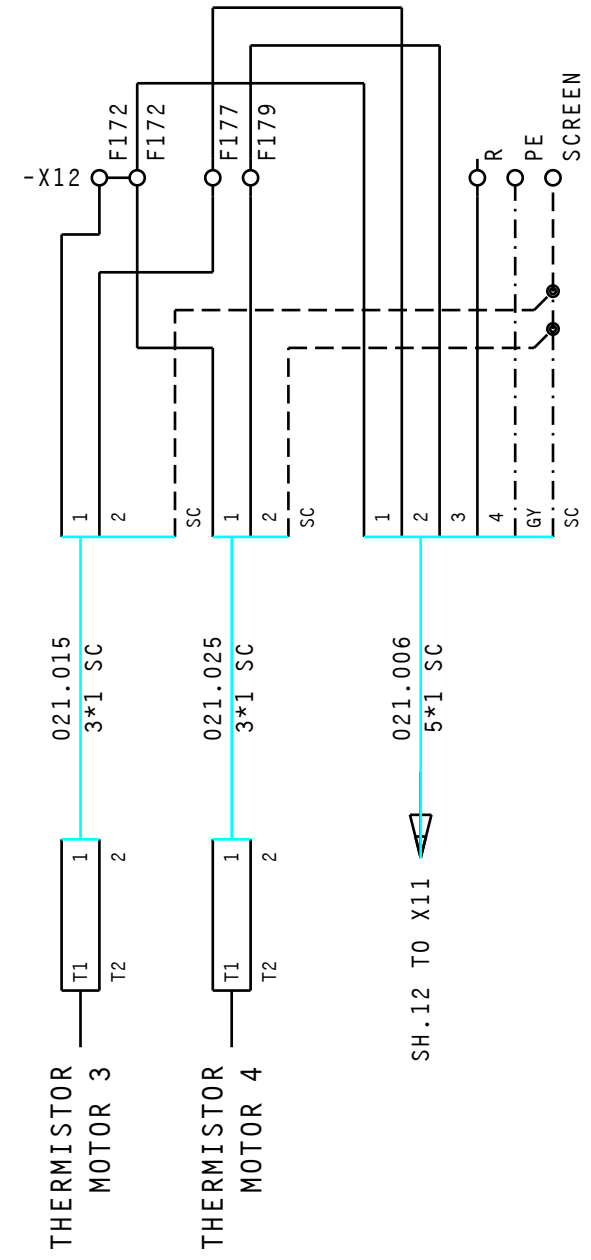 -X12
F172
F172
F177
F179
R
PE
SCREEN
1
2
SC
1
2
SC
1
2
3
4
GY
SC
021.015
3*1 SC
021.025
3*1 SC
021.006
5*1 SC
1
2
T1
T2
1
2
T1
T2
SH.12 TO X11
THERMISTOR
MOTOR 3
THERMISTOR
MOTOR 4